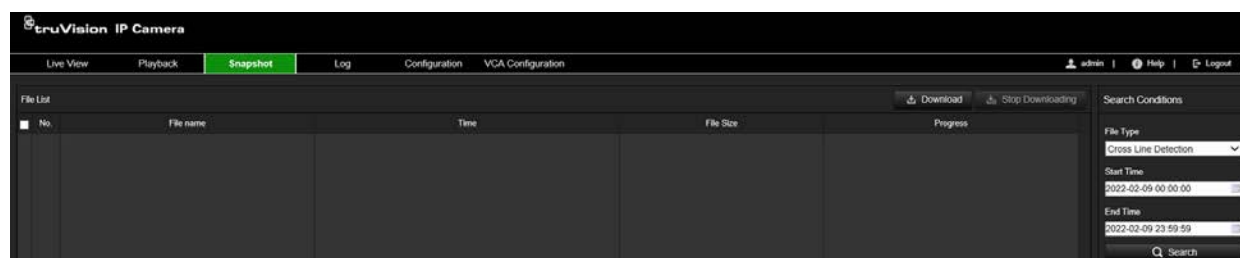 truVision IP Camera
Live View Playback Snapshot Log Configuration VCA Configuration admin | Help | Logout
File List Download Stop Downloading Search Conditions
No. File name Time File Size Progress
File Type
Cross Line Detection
Start Time
2022-02-09 00:00:00
End Time
2022-02-09 23:59:59
Search